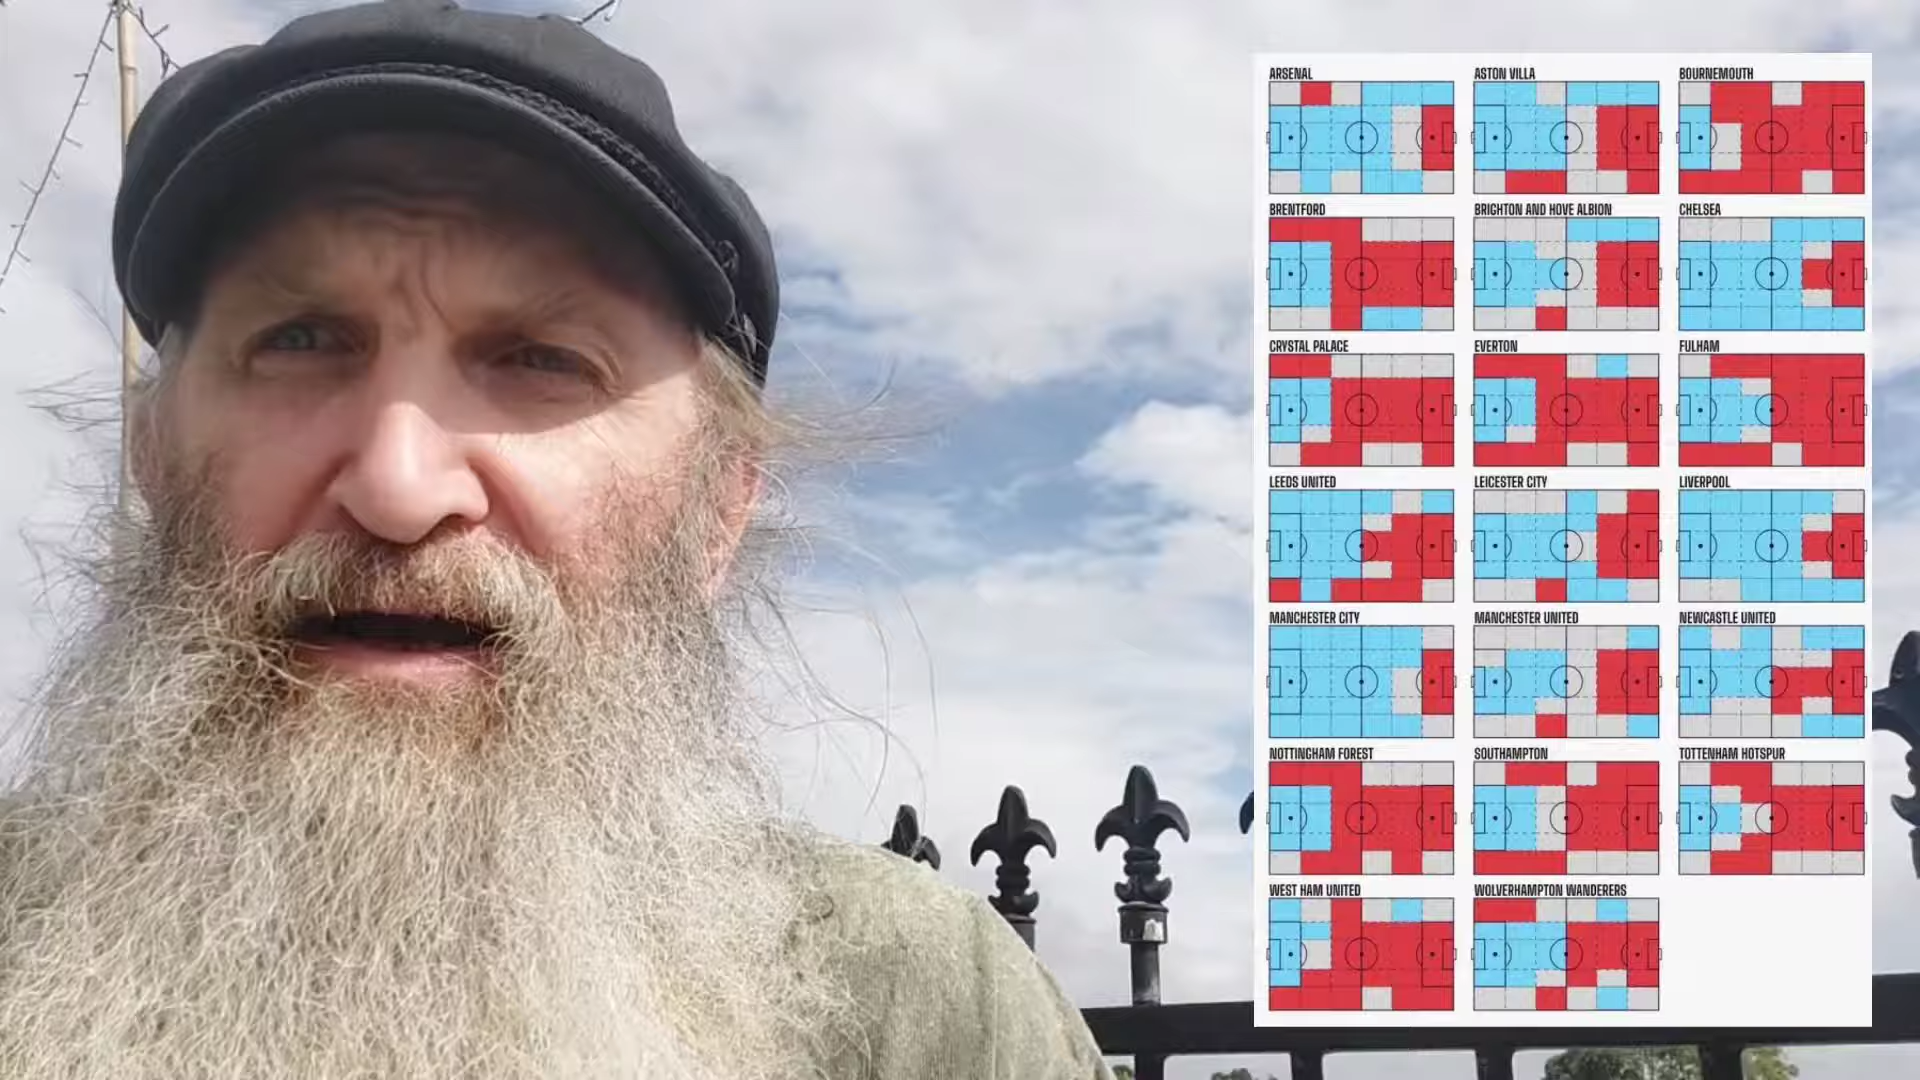 ARSENAL
ASTON VILLA
BOURNEMOUTH
BRENTFORD
BRIGHTON AND HOVE ALBION
CHELSEA
CRYSTAL PALACE
EVERTON
FULHAM
LEEDS UNITED
LEICESTER CITY
LIVERPOOL
MANCHESTER CITY
MANCHESTER UNITED
NEWCASTLE UNITED
NOTTINGHAM FOREST
SOUTHAMPTON
TOTTENHAM HOTSPUR
WEST HAM UNITED
WOLVERHAMPTON WANDERERS